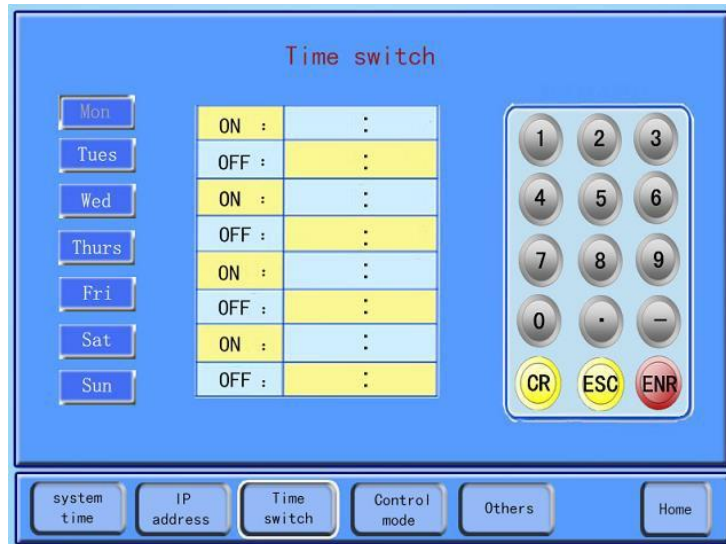 Time switch
Mon
Tues
Wed
Thurs
Fri
Sat
Sun
ON : :
OFF : :
ON : :
OFF : :
ON : :
OFF : :
ON : :
OFF : :
1 2 3
4 5 6
7 8 9
0 · −
CR ESC ENR
system
time
IP
address
Time
switch
Control
mode
Others
Home